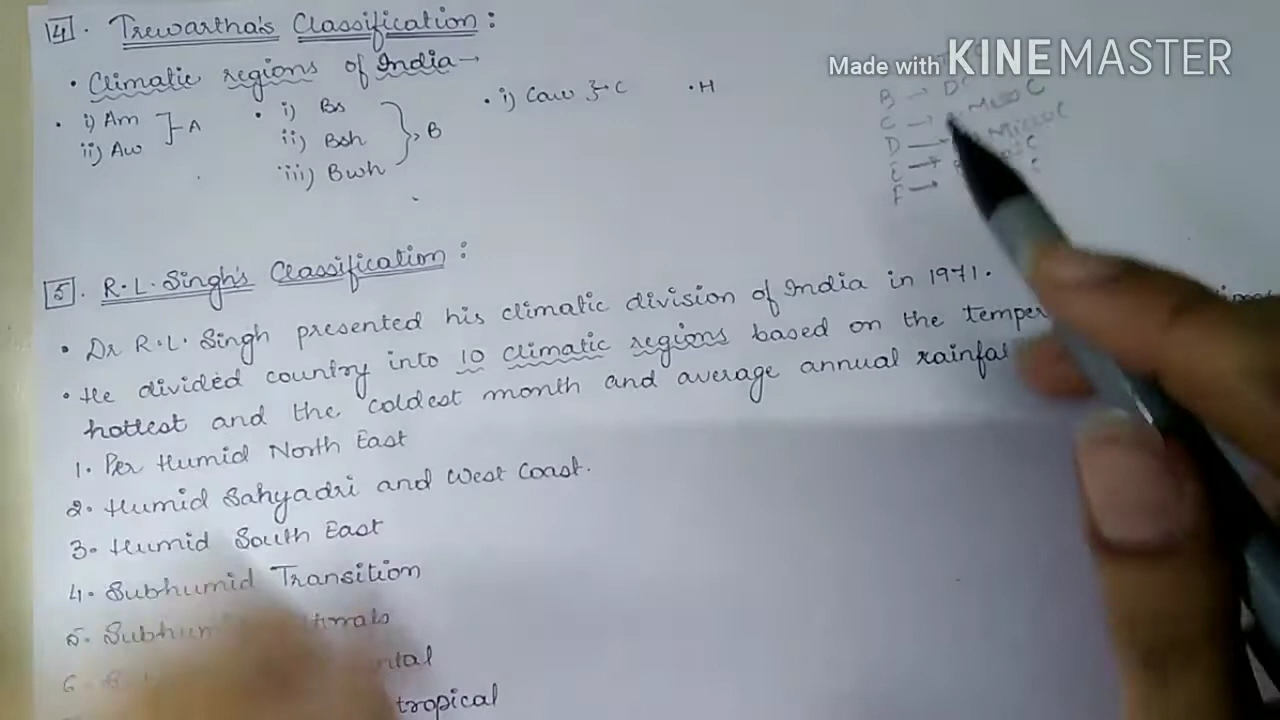 4. Trewartha's Classification :
Made with KINEMASTER
• Climatic regions of India →
• i) Am
ii) Aw } A
• i) Bs
ii) Bsh
iii) Bwh } → B
• i) Caw } → C
• H
B →
C →
D → Micro C
E →
F →
5. R.L. Singh's Classification :
• Dr R.L. Singh presented his climatic division of India in 1971.
• He divided country into 10 climatic regions based on the
hottest and the coldest month and average annual
1. Per Humid North East
2. Humid Sahyadri and West Coast.
3. Humid South East
4. Subhumid Transition
5.
6.
tropical